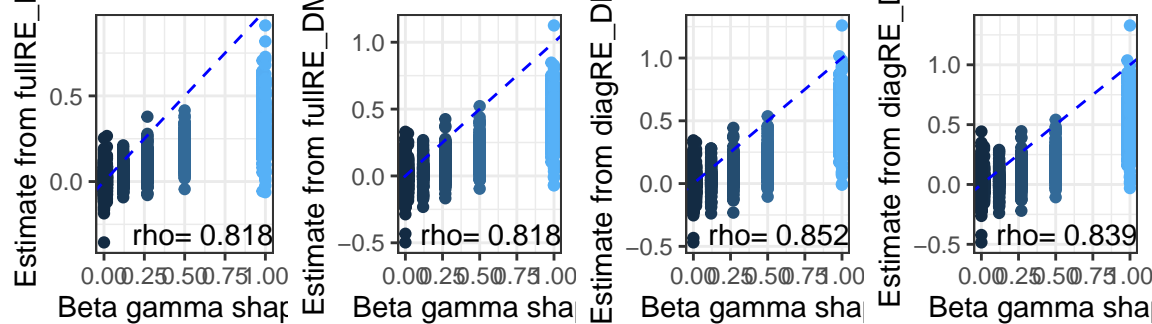 Estimate from fullRE_
0.5
0.0
rho= 0.818
0.00 0.25 0.50 0.75 1.00
Beta gamma shap
Estimate from fullRE_DM
1.0
0.5
0.0
−0.5
rho= 0.818
0.00 0.25 0.50 0.75 1.00
Beta gamma shap
Estimate from diagRE_D
1.0
0.5
0.0
−0.5
rho= 0.852
0.00 0.25 0.50 0.75 1.00
Beta gamma shap
Estimate from diagRE_
1.0
0.5
0.0
−0.5
rho= 0.839
0.00 0.25 0.50 0.75 1.00
Beta gamma shap